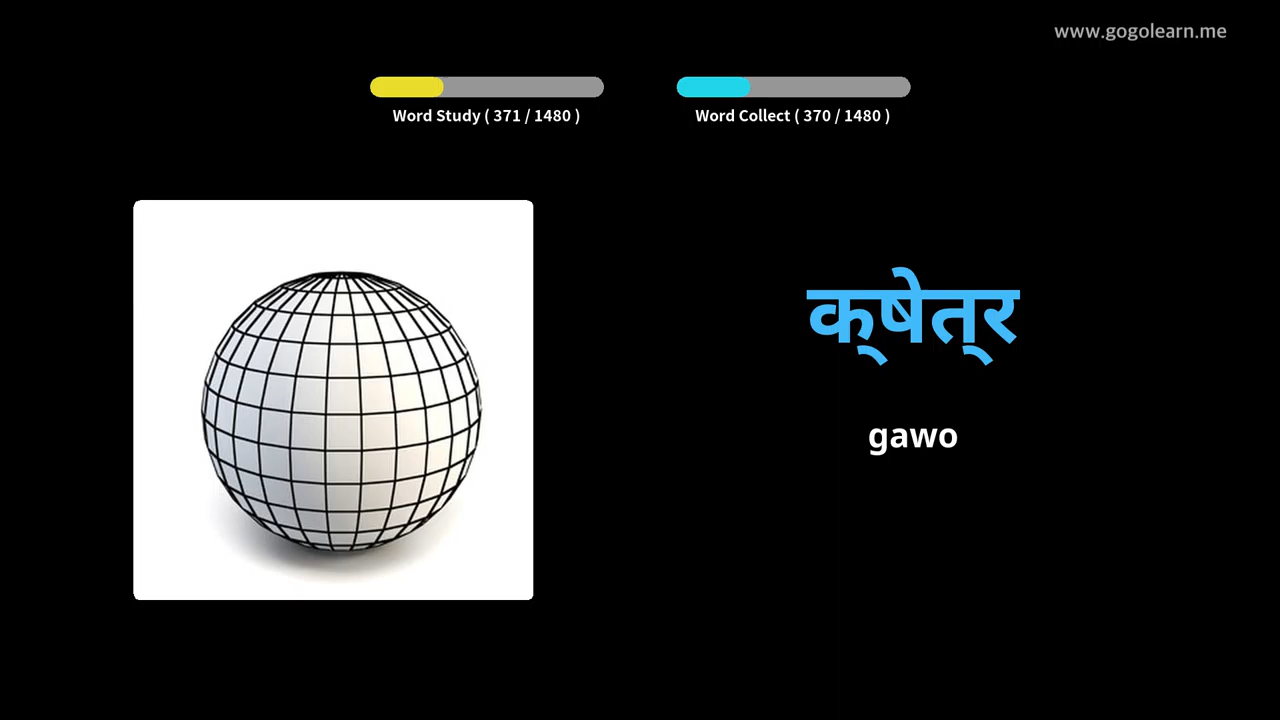 www.gogolearn.me
Word Study ( 371 / 1480 )
Word Collect ( 370 / 1480 )
क्‌षेत्‌र
gawo